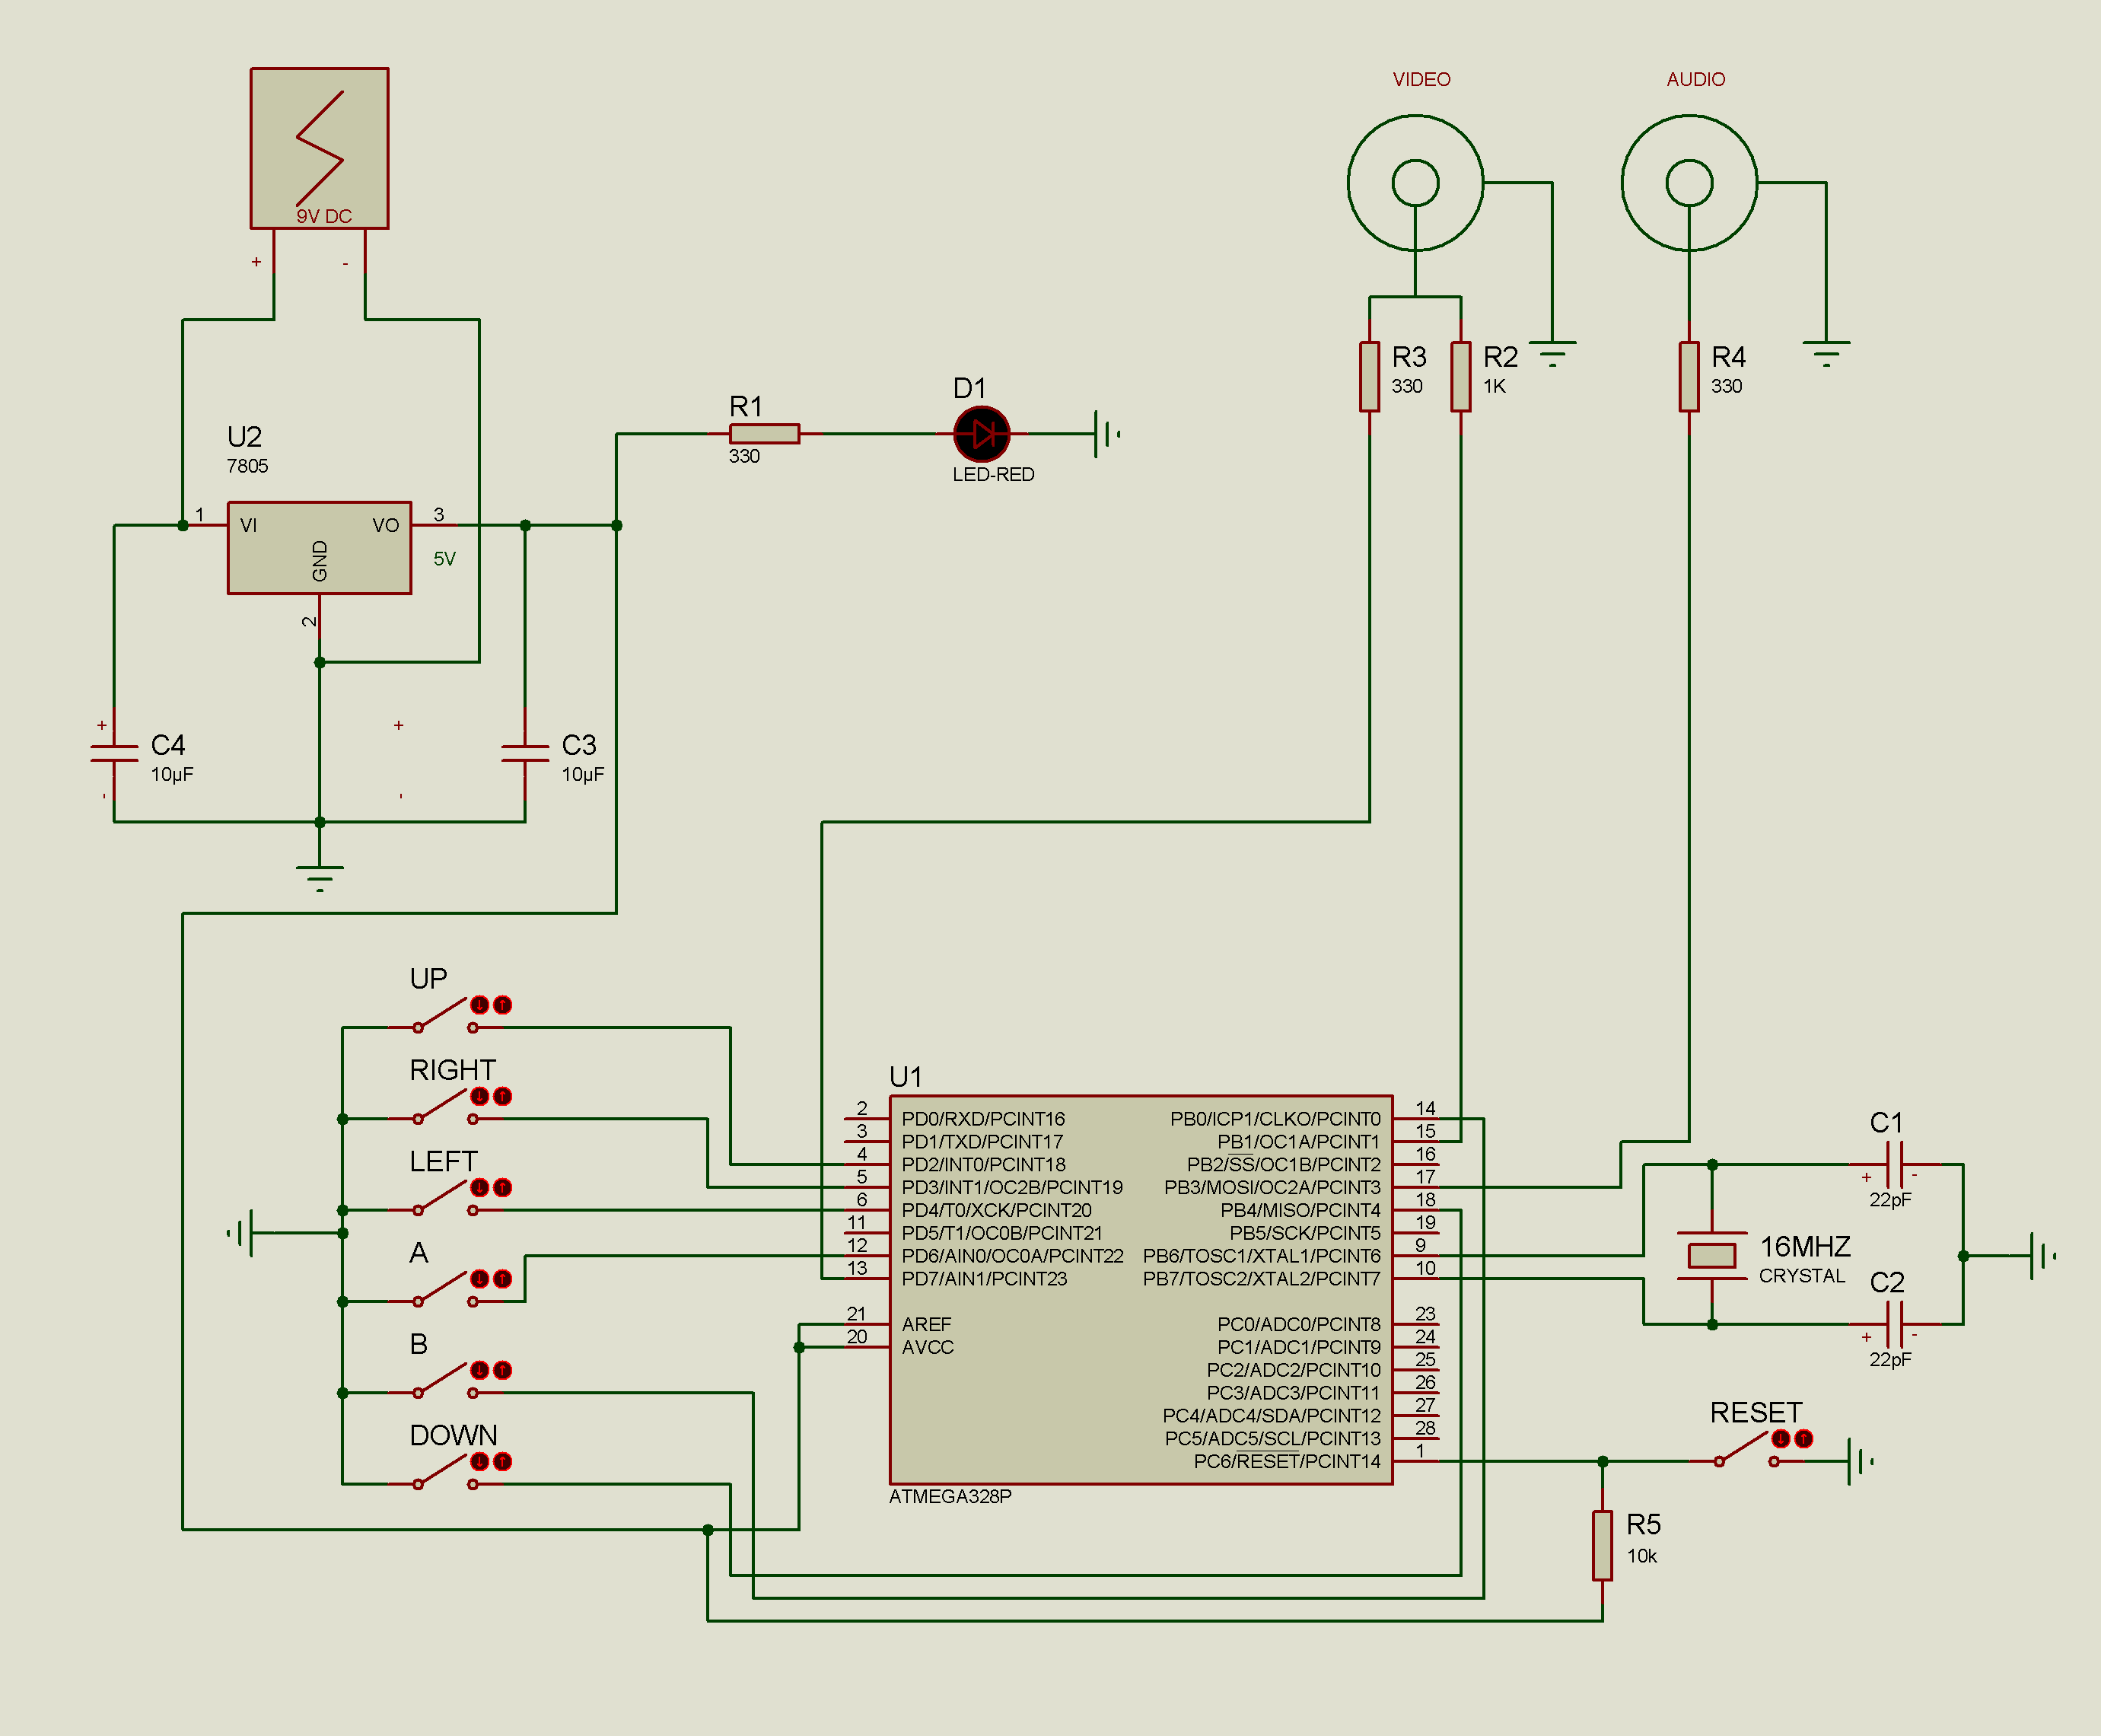 VIDEO
AUDIO
9V DC
+
-
R3
330
R2
1K
R4
330
D1
LED-RED
R1
330
U2
7805
1
VI
VO
3
GND
2
5V
+
C4
10µF
-
+
-
C3
10µF
UP
RIGHT
LEFT
A
B
DOWN
U1
2
PD0/RXD/PCINT16
3
PD1/TXD/PCINT17
4
PD2/INT0/PCINT18
5
PD3/INT1/OC2B/PCINT19
6
PD4/T0/XCK/PCINT20
11
PD5/T1/OC0B/PCINT21
12
PD6/AIN0/OC0A/PCINT22
13
PD7/AIN1/PCINT23
21
AREF
20
AVCC
PB0/ICP1/CLKO/PCINT0
14
PB1/OC1A/PCINT1
15
PB2/SS/OC1B/PCINT2
16
PB3/MOSI/OC2A/PCINT3
17
PB4/MISO/PCINT4
18
PB5/SCK/PCINT5
19
PB6/TOSC1/XTAL1/PCINT6
9
PB7/TOSC2/XTAL2/PCINT7
10
PC0/ADC0/PCINT8
23
PC1/ADC1/PCINT9
24
PC2/ADC2/PCINT10
25
PC3/ADC3/PCINT11
26
PC4/ADC4/SDA/PCINT12
27
PC5/ADC5/SCL/PCINT13
28
PC6/RESET/PCINT14
1
ATMEGA328P
C1
+
-
22pF
16MHZ
CRYSTAL
C2
+
-
22pF
RESET
R5
10k